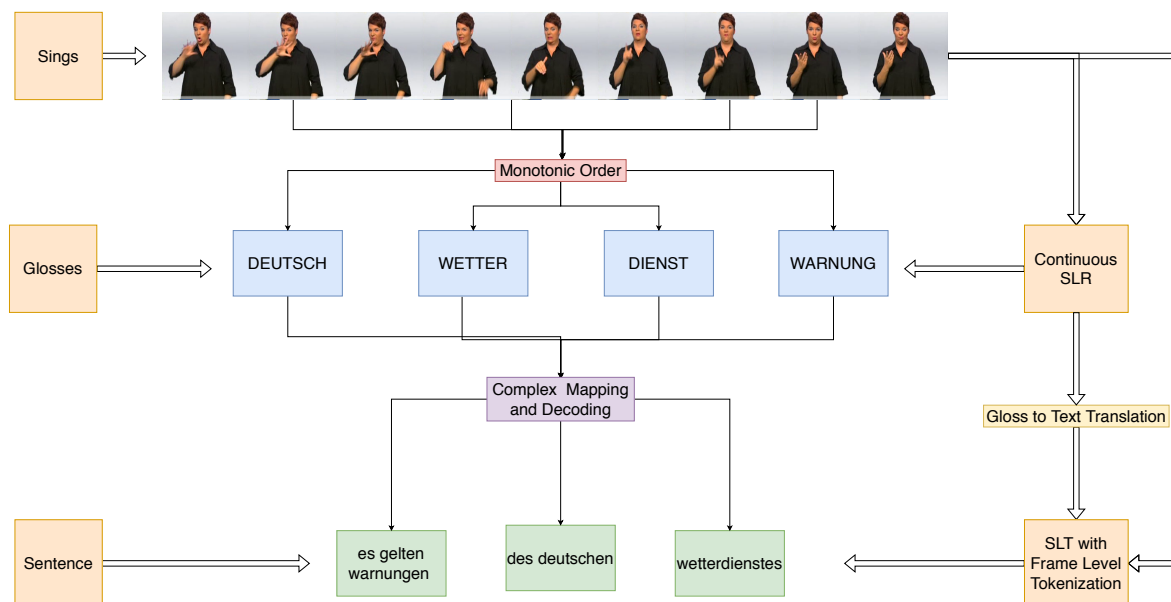 Sings
Monotonic Order
Glosses
DEUTSCH
WETTER
DIENST
WARNUNG
Continuous
SLR
Complex Mapping
and Decoding
Gloss to Text Translation
Sentence
es gelten
warnungen
des deutschen
wetterdienstes
SLT with
Frame Level
Tokenization